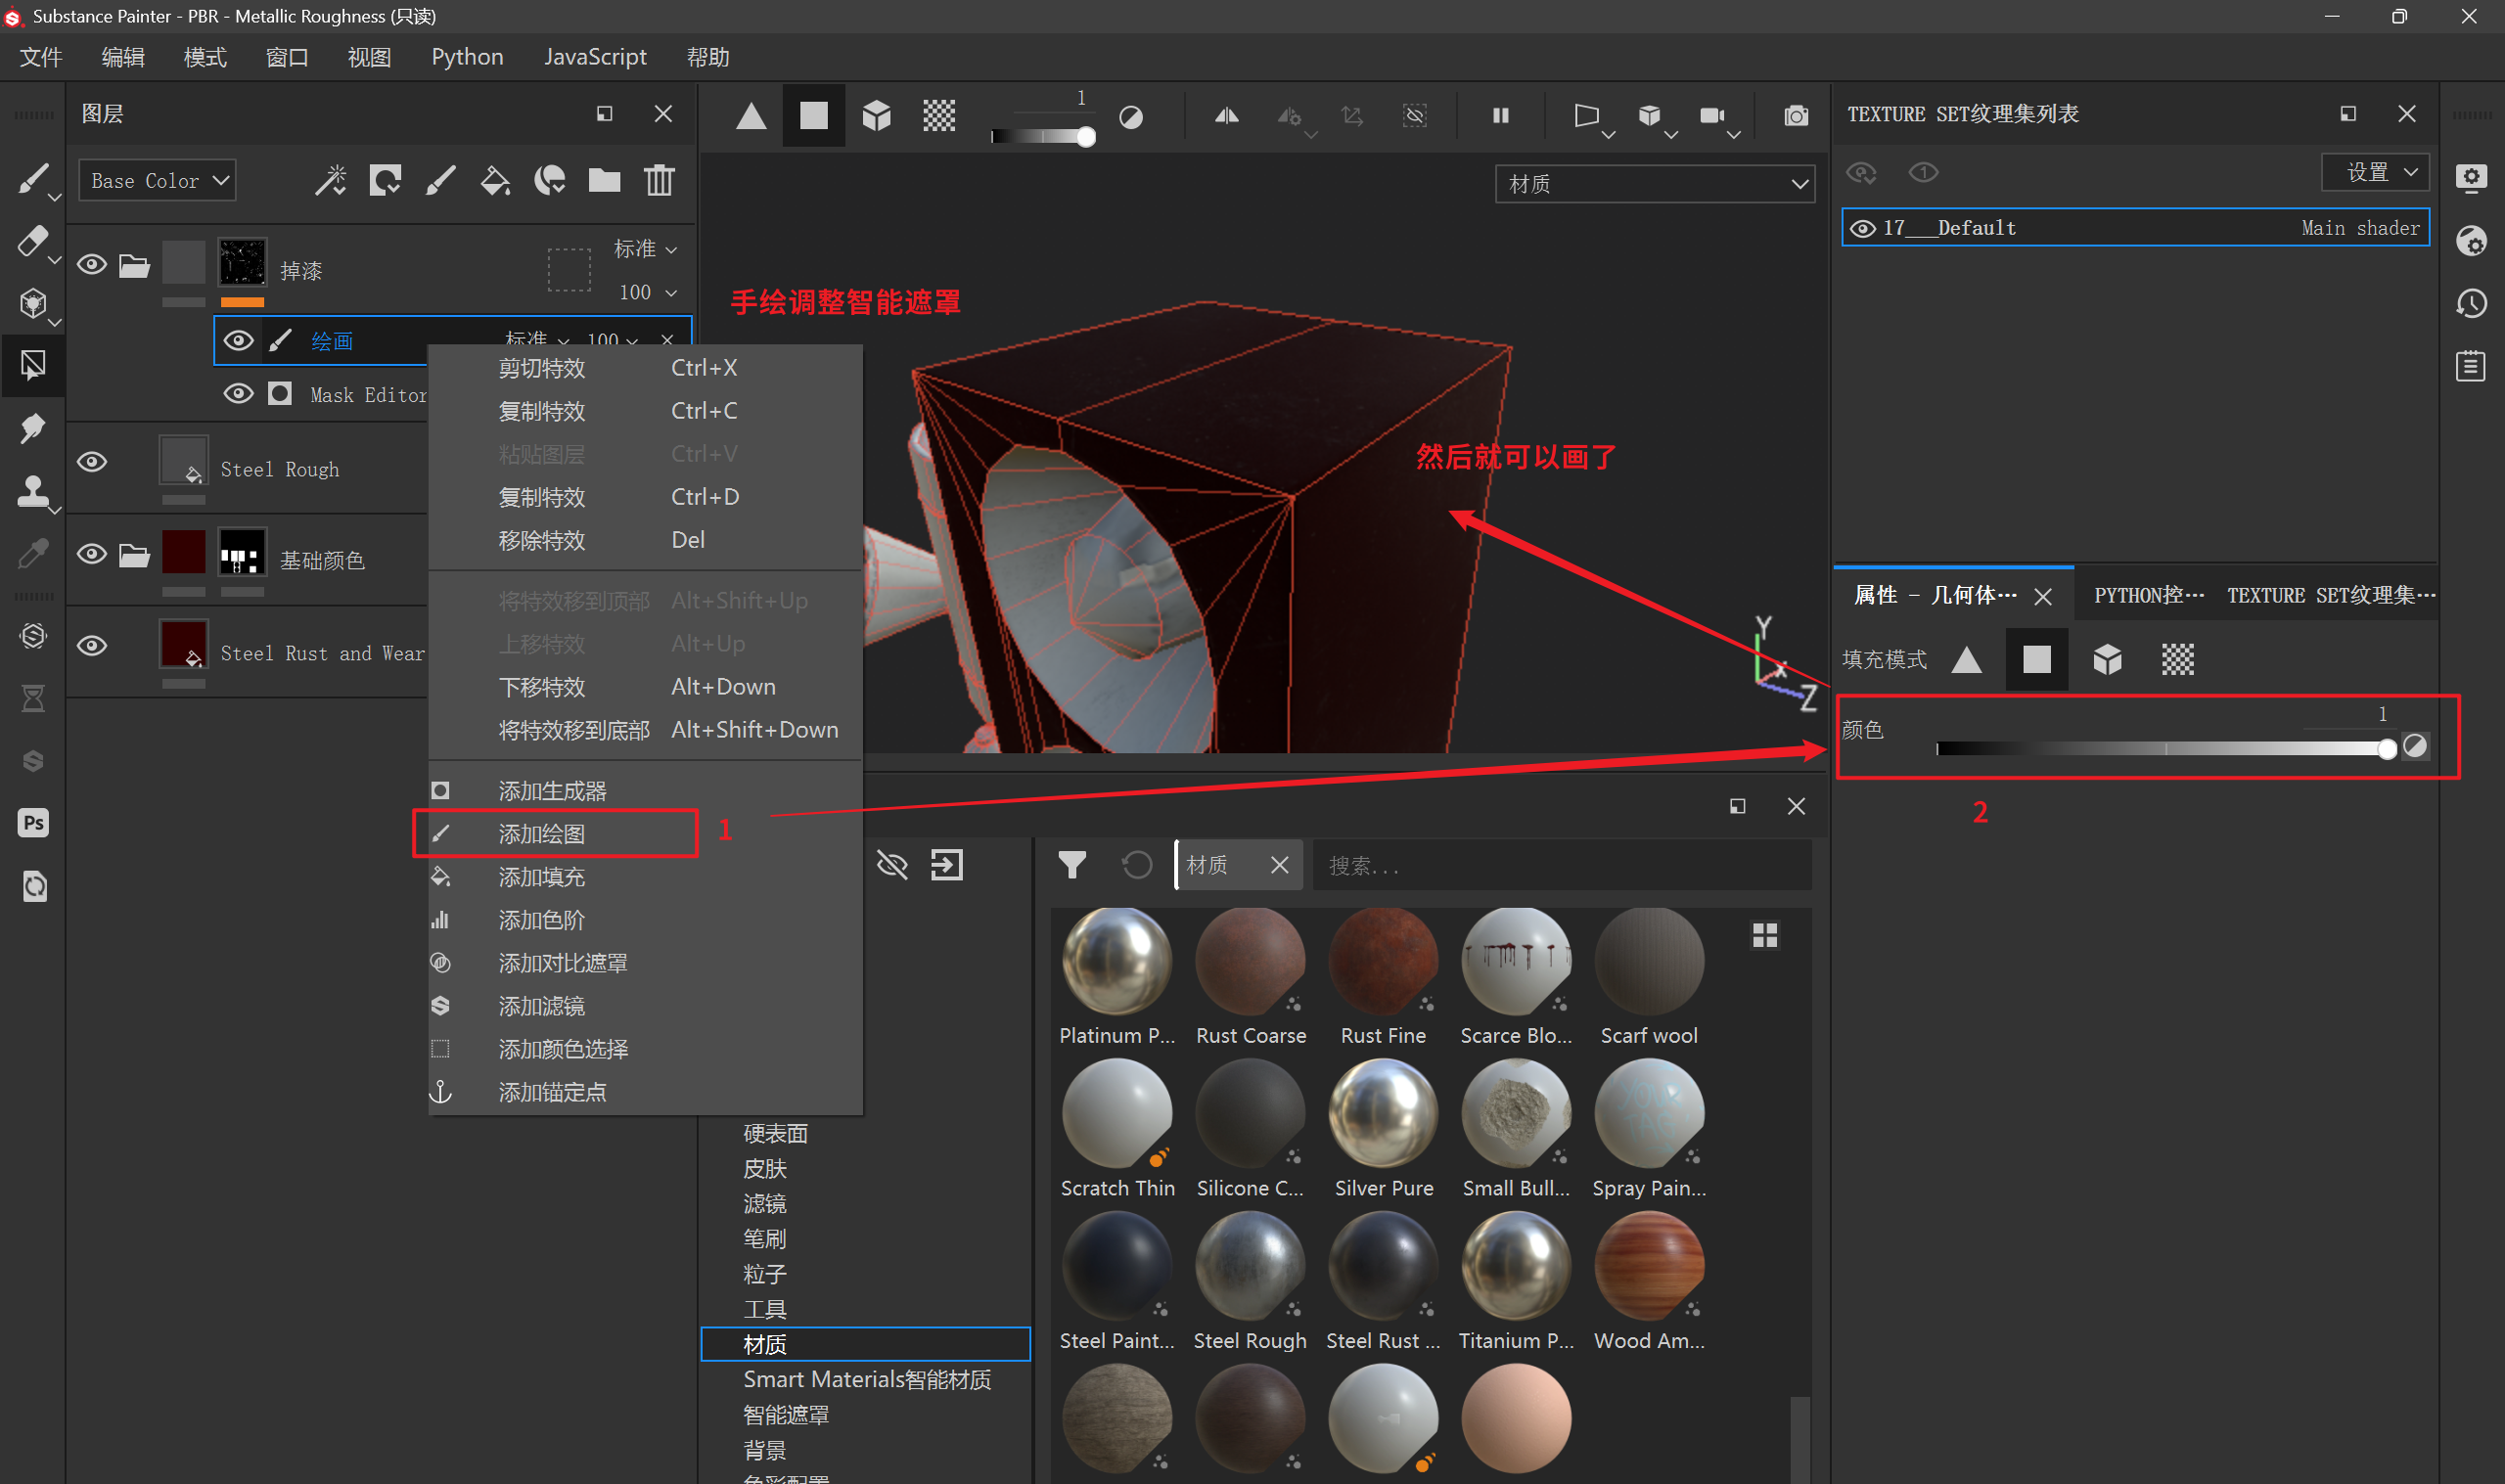 Substance Painter - PBR - Metallic Roughness (只读)
文件 编辑 模式 窗口 视图 Python JavaScript 帮助
图层
Base Color
掉漆
标准
100
绘画
标准 100
Mask Editor
Steel Rough
基础颜色
Steel Rust and Wear
剪切特效 Ctrl+X
复制特效 Ctrl+C
粘贴图层 Ctrl+V
复制特效 Ctrl+D
移除特效 Del
将特效移到顶部 Alt+Shift+Up
上移特效 Alt+Up
下移特效 Alt+Down
将特效移到底部 Alt+Shift+Down
添加生成器
添加绘图
添加填充
添加色阶
添加对比遮罩
添加滤镜
添加颜色选择
添加锚定点
1
Ps
1
材质
手绘调整智能遮罩
然后就可以画了
Y
X
Z
TEXTURE SET纹理集列表
1
设置
17___Default Main shader
属性 - 几何体··· PYTHON控··· TEXTURE SET纹理集···
填充模式
颜色
1
2
材质
搜索...
硬表面
皮肤
滤镜
笔刷
粒子
工具
材质
Smart Materials智能材质
智能遮罩
背景
Platinum P... Rust Coarse Rust Fine Scarce Blo... Scarf wool
YOUR
TAG
Scratch Thin Silicone C... Silver Pure Small Bull... Spray Pain...
Steel Paint... Steel Rough Steel Rust ... Titanium P... Wood Am...